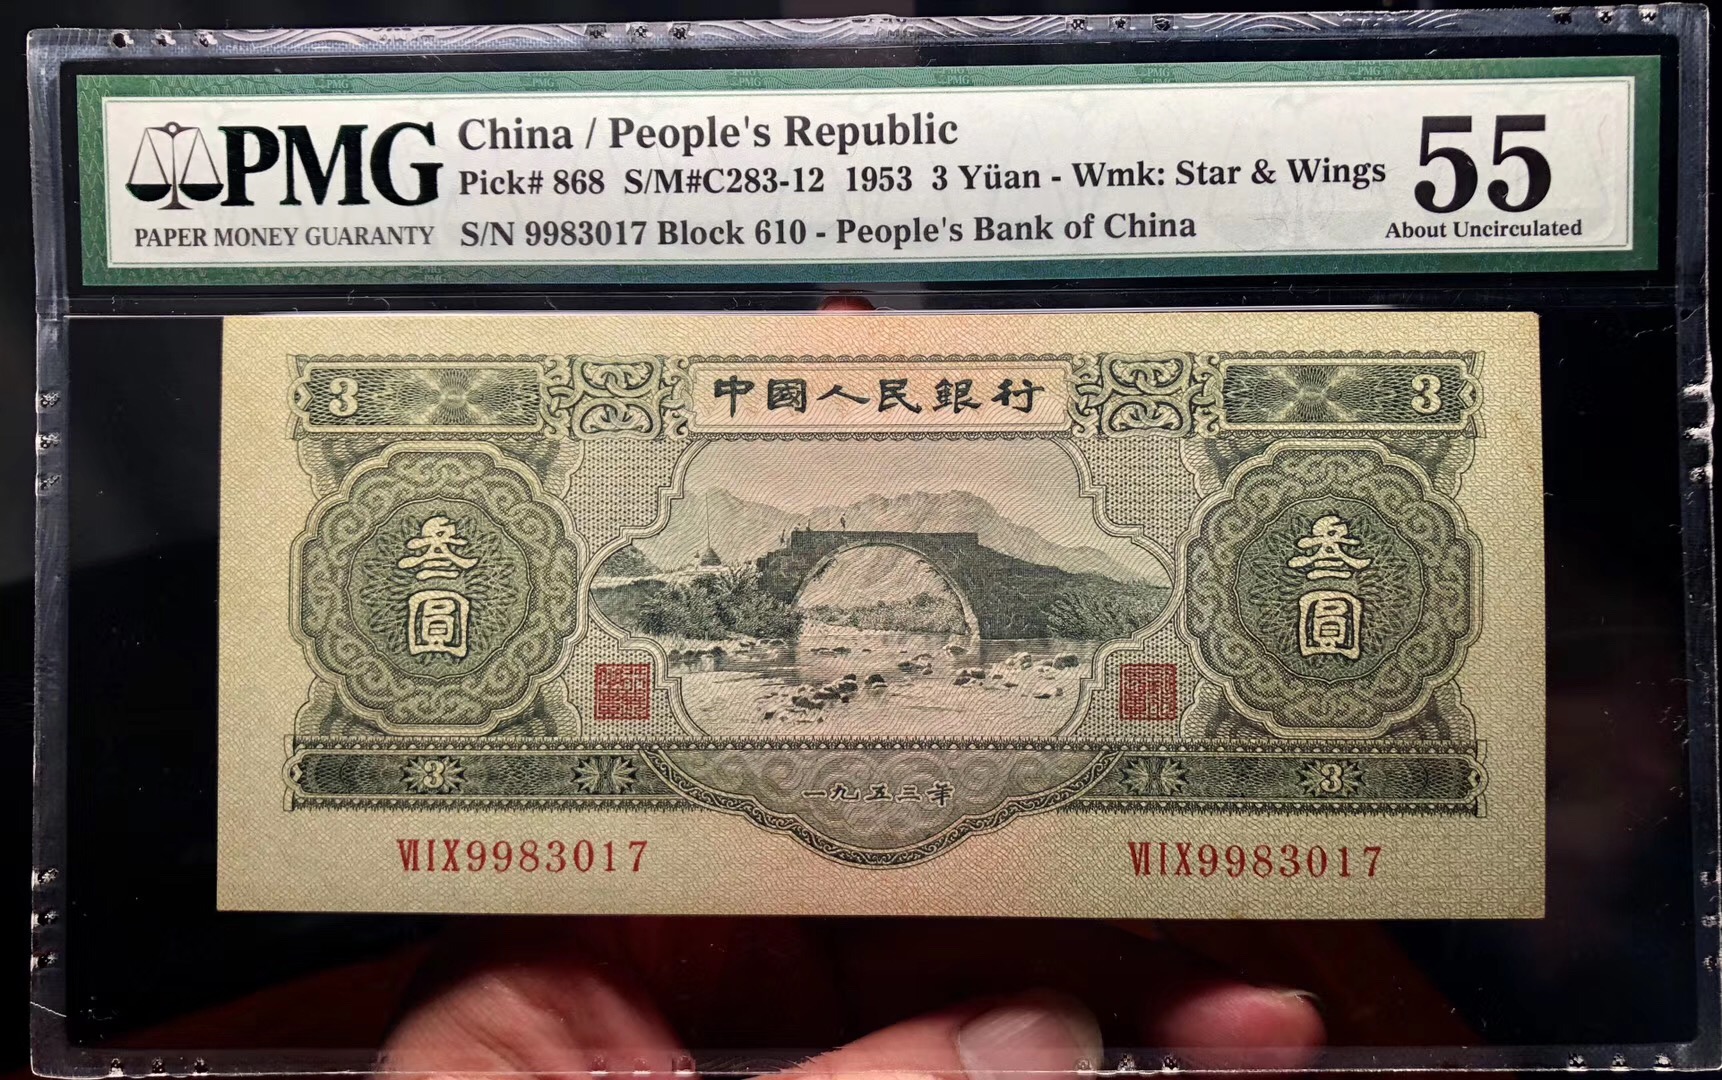 PMG
PAPER MONEY GUARANTY
China / People's Republic
Pick# 868 S/M#C283-12 1953 3 Yüan - Wmk: Star & Wings
S/N 9983017 Block 610 - People's Bank of China
55
About Uncirculated
3 中國人民銀行 3
叁圓 叁圓
3 3
一九五三年
ⅦⅠⅩ9983017 ⅦⅠⅩ9983017